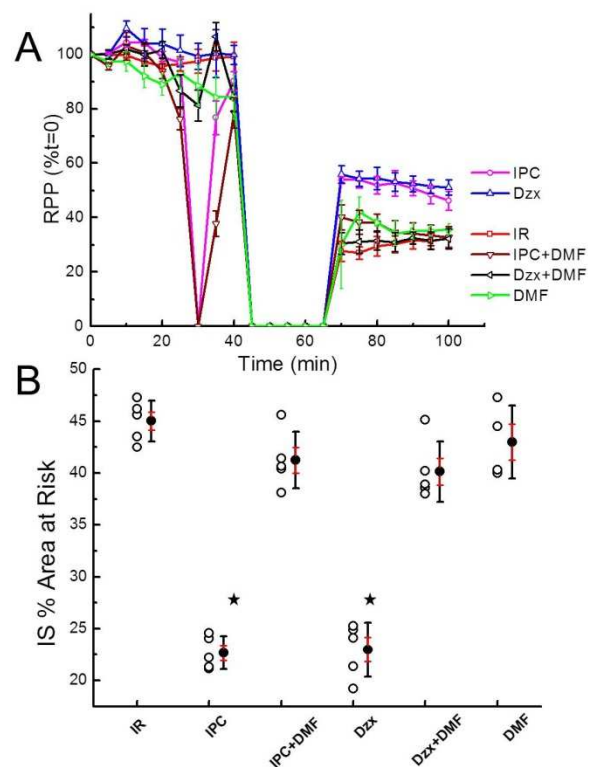 A
RPP (%t=0)
120
100
80
60
40
20
0
0 20 40 60 80 100
Time (min)
IPC
Dzx
IR
IPC+DMF
Dzx+DMF
DMF
B
IS % Area at Risk
50
45
40
35
30
25
20
IR IPC IPC+DMF Dzx Dzx+DMF DMF